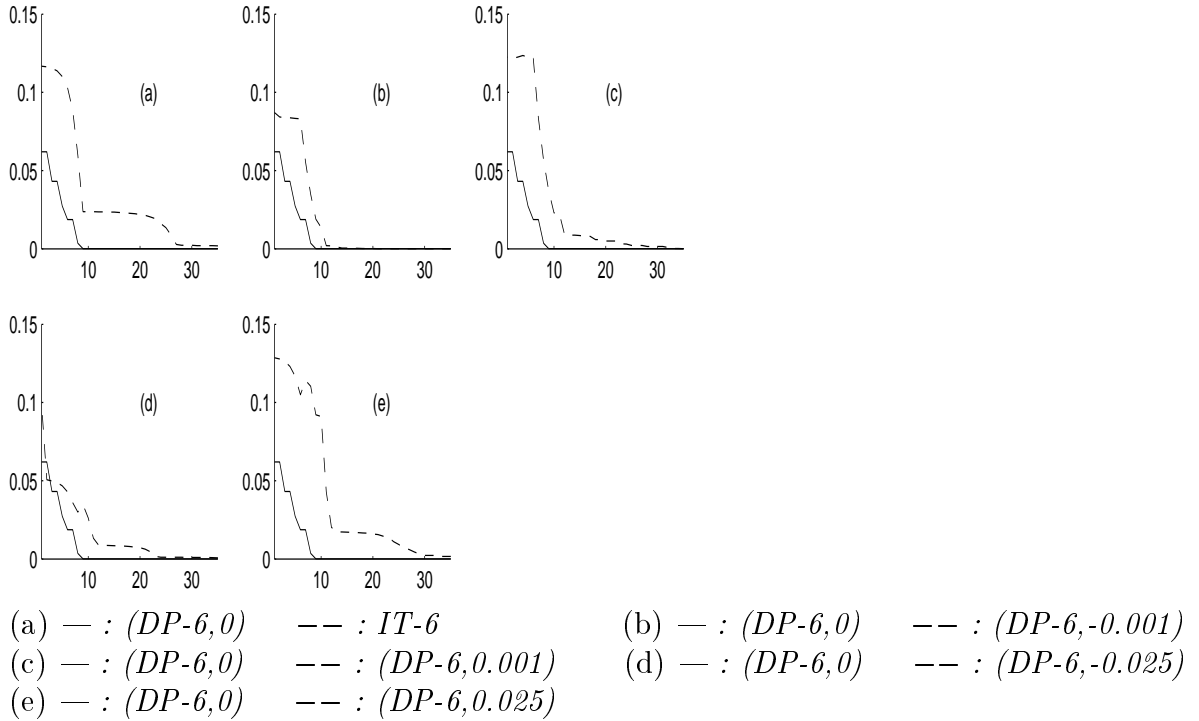 0.15
0.1
0.05
0
10 20 30
(a)
0.15
0.1
0.05
0
10 20 30
(b)
0.15
0.1
0.05
0
10 20 30
(c)
0.15
0.1
0.05
0
10 20 30
(d)
0.15
0.1
0.05
0
10 20 30
(e)
(a) — : (DP-6,0) −− : IT-6
(b) — : (DP-6,0) −− : (DP-6,-0.001)
(c) — : (DP-6,0) −− : (DP-6,0.001)
(d) — : (DP-6,0) −− : (DP-6,-0.025)
(e) — : (DP-6,0) −− : (DP-6,0.025)